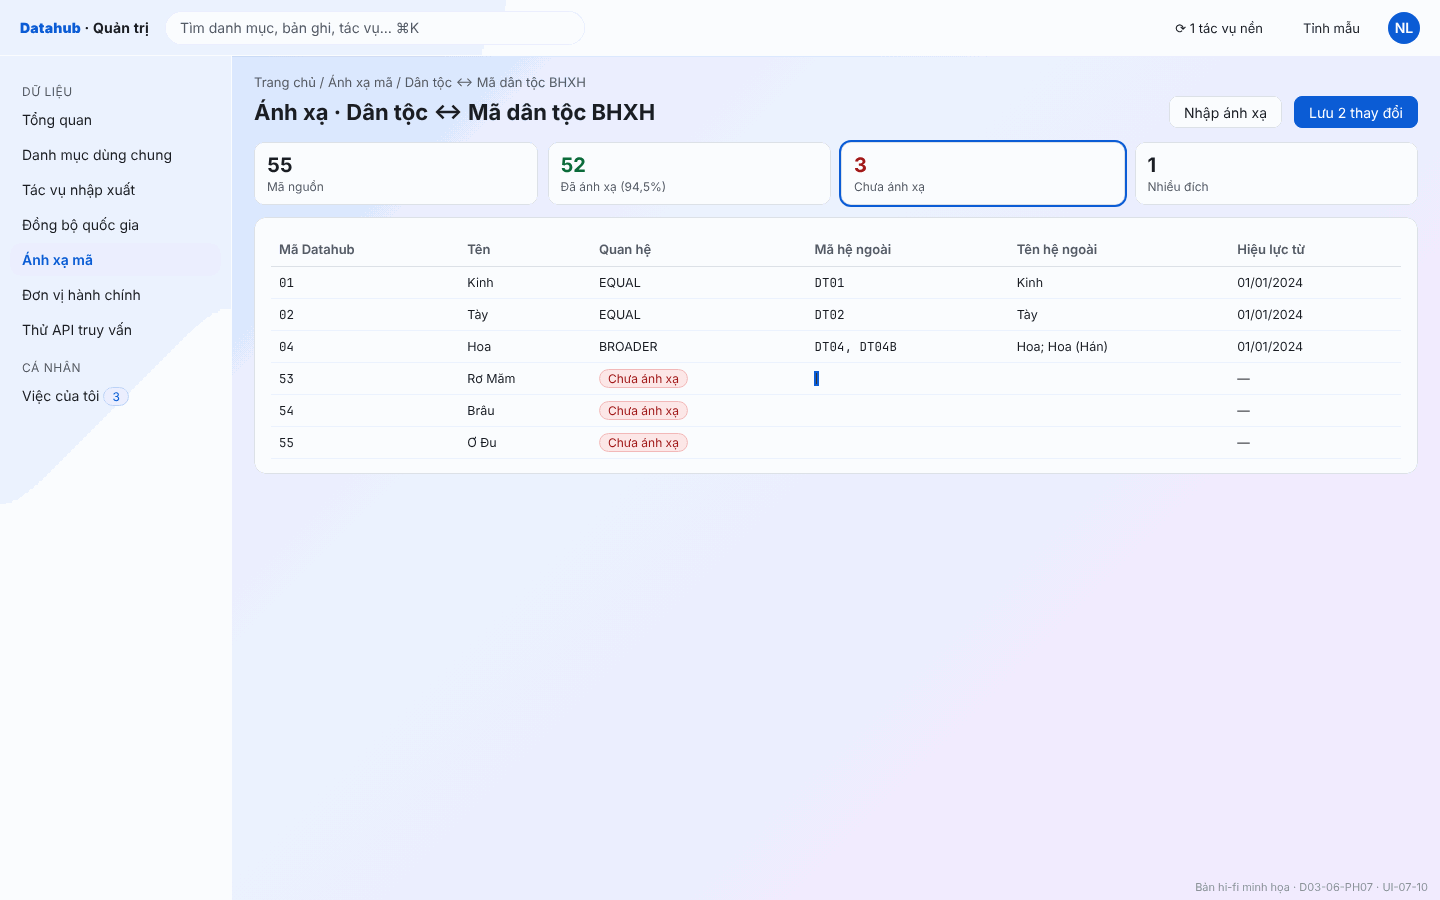 Datahub · Quản trị
Tìm danh mục, bản ghi, tác vụ... ⌘K
⟳ 1 tác vụ nền
Tỉnh mẫu
NL
DỮ LIỆU
Tổng quan
Danh mục dùng chung
Tác vụ nhập xuất
Đồng bộ quốc gia
Ánh xạ mã
Đơn vị hành chính
Thử API truy vấn
CÁ NHÂN
Việc của tôi 3
Trang chủ / Ánh xạ mã / Dân tộc ↔ Mã dân tộc BHXH
Ánh xạ · Dân tộc ↔ Mã dân tộc BHXH
Nhập ánh xạ
Lưu 2 thay đổi
55
Mã nguồn
52
Đã ánh xạ (94,5%)
3
Chưa ánh xạ
1
Nhiều đích
Mã Datahub Tên Quan hệ Mã hệ ngoài Tên hệ ngoài Hiệu lực từ
01 Kinh EQUAL DT01 Kinh 01/01/2024
02 Tày EQUAL DT02 Tày 01/01/2024
04 Hoa BROADER DT04, DT04B Hoa; Hoa (Hán) 01/01/2024
53 Rơ Măm Chưa ánh xạ —
54 Brâu Chưa ánh xạ —
55 Ơ Đu Chưa ánh xạ —
Bản hi-fi minh họa · D03-06-PH07 · UI-07-10